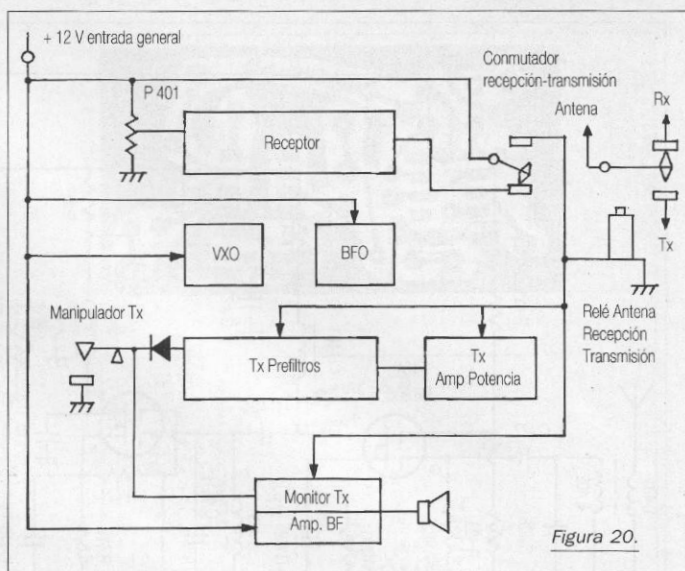 + 12 V entrada general
P 401
Receptor
Conmutador
recepción-transmisión
Antena
Rx
Tx
VXO
BFO
Manipulador Tx
Tx Prefiltros
Tx
Amp Potencia
Relé Antena
Recepción
Transmisión
Monitor Tx
Amp. BF
Figura 20.